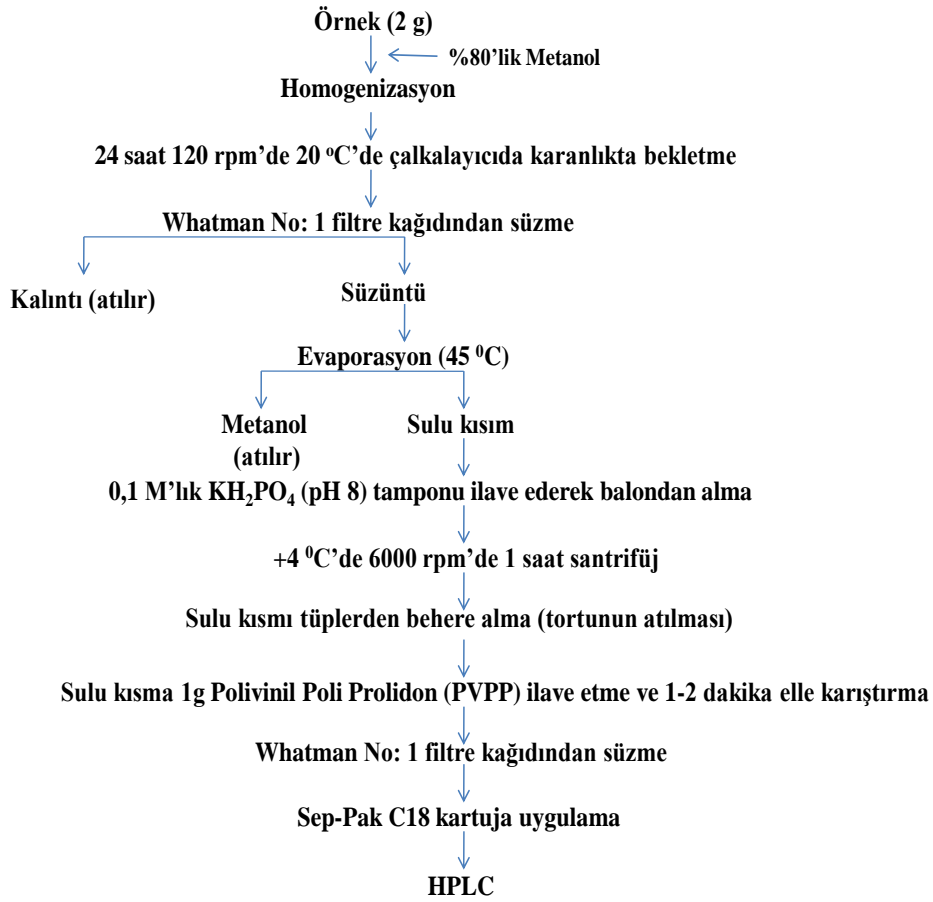 Örnek (2 g)
%80’lik Metanol
Homogenizasyon
24 saat 120 rpm’de 20 ᵒC’de çalkalayıcıda karanlıkta bekletme
Whatman No: 1 filtre kağıdından süzme
Kalıntı (atılır)
Süzüntü
Evaporasyon (45 ⁰C)
Metanol
(atılır)
Sulu kısım
0,1 M’lık KH₂PO₄ (pH 8) tamponu ilave ederek balondan alma
+4 ⁰C’de 6000 rpm’de 1 saat santrifüj
Sulu kısmı tüplerden behere alma (tortunun atılması)
Sulu kısma 1g Polivinil Poli Prolidon (PVPP) ilave etme ve 1-2 dakika elle karıştırma
Whatman No: 1 filtre kağıdından süzme
Sep-Pak C18 kartuja uygulama
HPLC